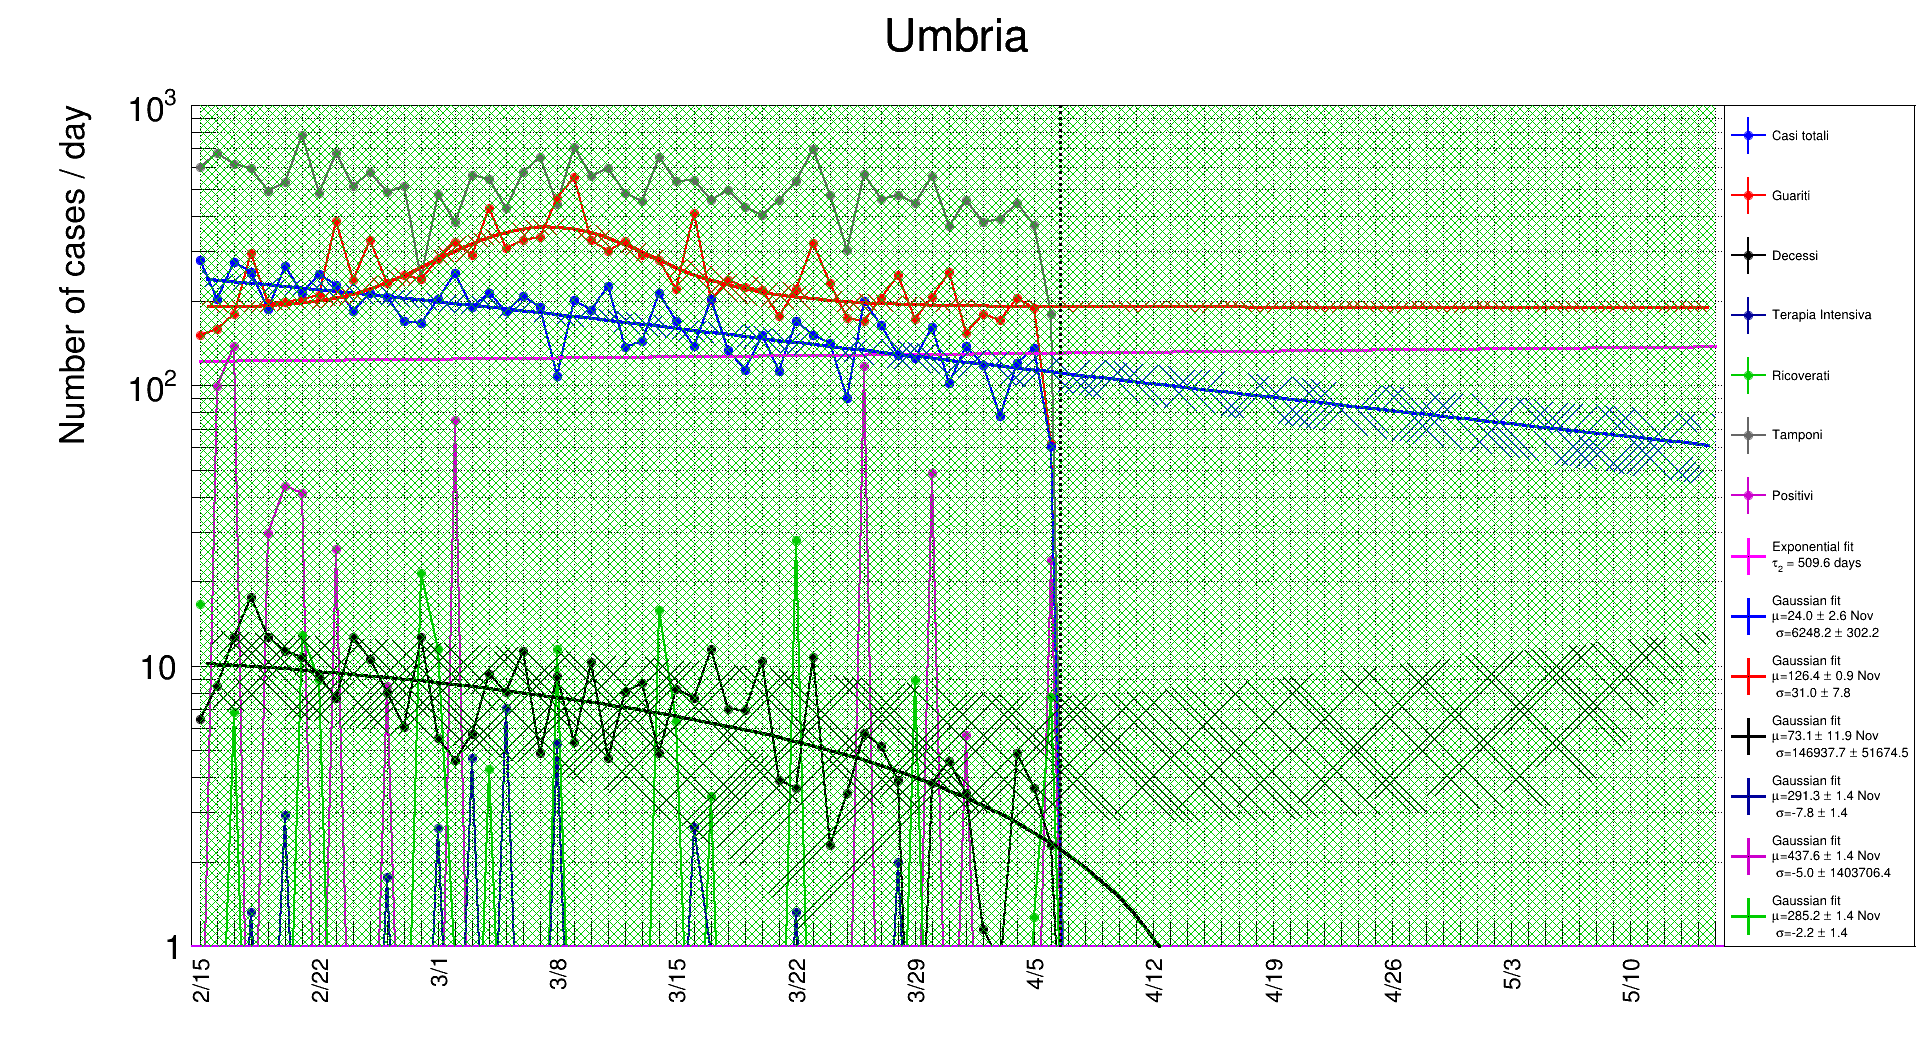 Umbria
Number of cases / day
10³
10²
10
1
2/15
2/22
3/1
3/8
3/15
3/22
3/29
4/5
4/12
4/19
4/26
5/3
5/10
Casi totali
Guariti
Decessi
Terapia Intensiva
Ricoverati
Tamponi
Positivi
Exponential fit
τ₂ = 509.6 days
Gaussian fit
μ=24.0 ± 2.6 Nov
σ=6248.2 ± 302.2
Gaussian fit
μ=126.4 ± 0.9 Nov
σ=31.0 ± 7.8
Gaussian fit
μ=73.1 ± 11.9 Nov
σ=146937.7 ± 51674.5
Gaussian fit
μ=291.3 ± 1.4 Nov
σ=-7.8 ± 1.4
Gaussian fit
μ=437.6 ± 1.4 Nov
σ=-5.0 ± 1403706.4
Gaussian fit
μ=285.2 ± 1.4 Nov
σ=-2.2 ± 1.4